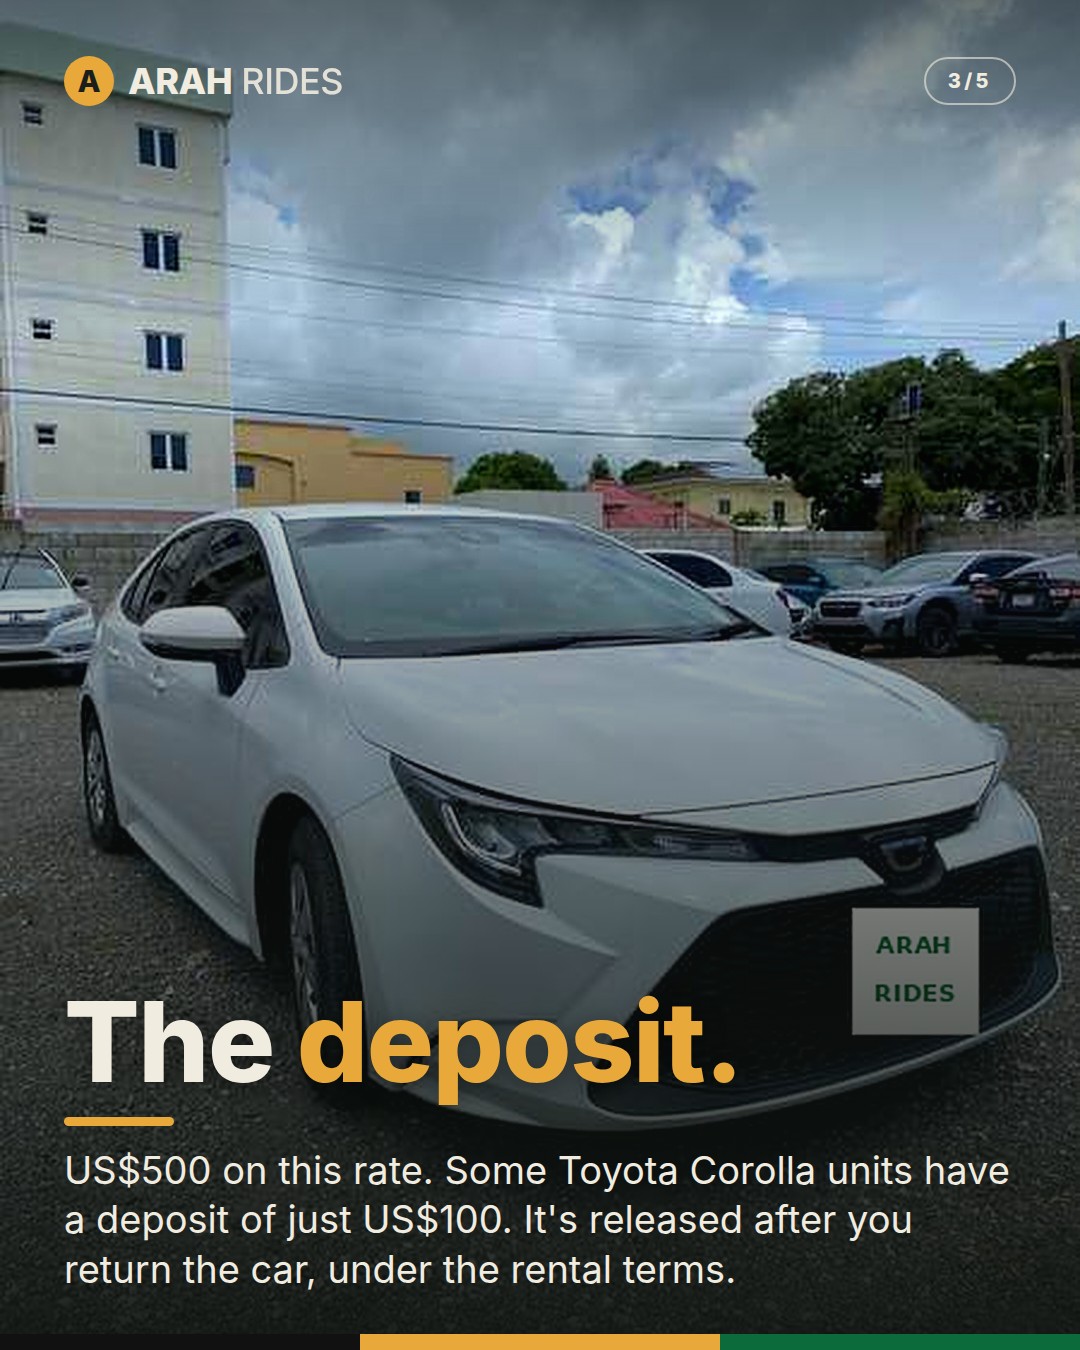 A ARAH RIDES
3/5
ARAH
RIDES
The deposit.
US$500 on this rate. Some Toyota Corolla units have
a deposit of just US$100. It's released after you
return the car, under the rental terms.